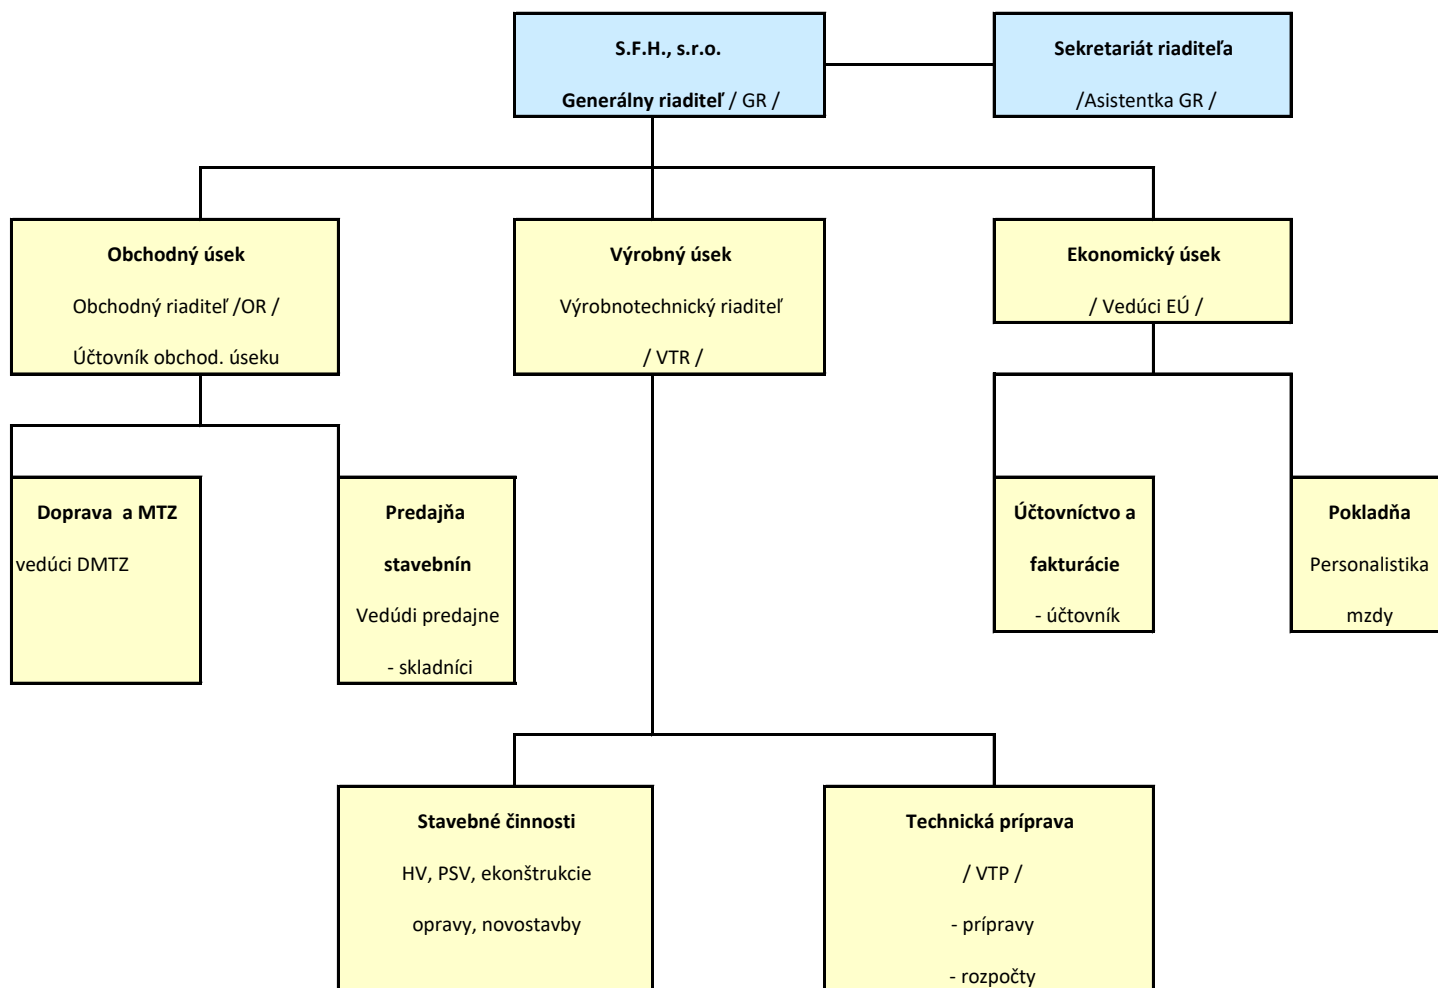 S.F.H., s.r.o.
Generálny riaditeľ / GR /
Sekretariát riaditeľa
/Asistentka GR /
Obchodný úsek
Obchodný riaditeľ /OR /
Účtovník obchod. úseku
Výrobný úsek
Výrobnotechnický riaditeľ
/ VTR /
Ekonomický úsek
/ Vedúci EÚ /
Doprava  a MTZ
vedúci DMTZ
Predajňa
stavebnín
Vedúdi predajne
- skladníci
Účtovníctvo a
fakturácie
- účtovník
Pokladňa
Personalistika
mzdy
Stavebné činnosti
HV, PSV, ekonštrukcie
opravy, novostavby
Technická príprava
/ VTP /
- prípravy
- rozpočty